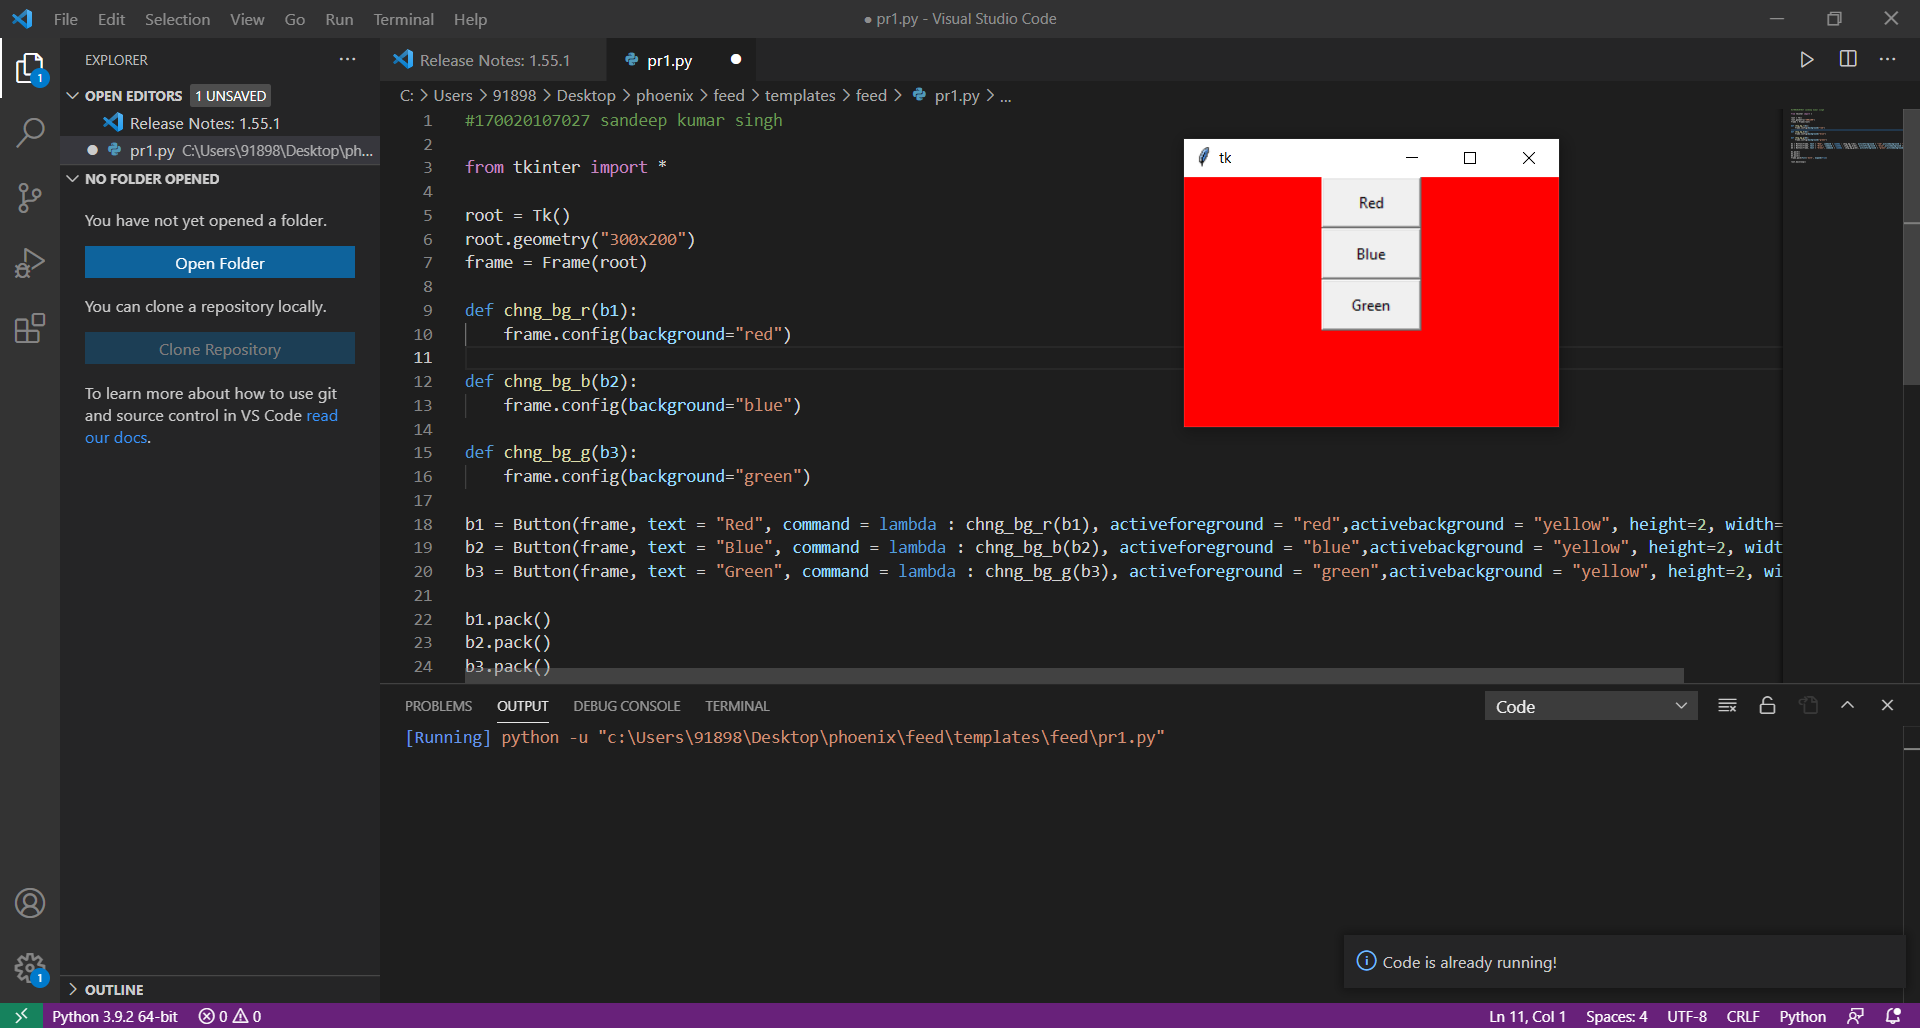 File Edit Selection View Go Run Terminal Help
● pr1.py - Visual Studio Code
EXPLORER
OPEN EDITORS 1 UNSAVED
Release Notes: 1.55.1
pr1.py C:\Users\91898\Desktop\ph...
NO FOLDER OPENED
You have not yet opened a folder.
Open Folder
You can clone a repository locally.
Clone Repository
To learn more about how to use git
and source control in VS Code read
our docs.
OUTLINE
1
1
Release Notes: 1.55.1
pr1.py
C: > Users > 91898 > Desktop > phoenix > feed > templates > feed > pr1.py > ...
1 #170020107027 sandeep kumar singh
2
3 from tkinter import *
4
5 root = Tk()
6 root.geometry("300x200")
7 frame = Frame(root)
8
9 def chng_bg_r(b1):
10 frame.config(background="red")
11
12 def chng_bg_b(b2):
13 frame.config(background="blue")
14
15 def chng_bg_g(b3):
16 frame.config(background="green")
17
18 b1 = Button(frame, text = "Red", command = lambda : chng_bg_r(b1), activeforeground = "red",activebackground = "yellow", height=2, width=
19 b2 = Button(frame, text = "Blue", command = lambda : chng_bg_b(b2), activeforeground = "blue",activebackground = "yellow", height=2, widt
20 b3 = Button(frame, text = "Green", command = lambda : chng_bg_g(b3), activeforeground = "green",activebackground = "yellow", height=2, wi
21
22 b1.pack()
23 b2.pack()
24 b3.pack()
tk
Red
Blue
Green
PROBLEMS OUTPUT DEBUG CONSOLE TERMINAL
Code
[Running] python -u "c:\Users\91898\Desktop\phoenix\feed\templates\feed\pr1.py"
Code is already running!
Python 3.9.2 64-bit 0 0
Ln 11, Col 1 Spaces: 4 UTF-8 CRLF Python